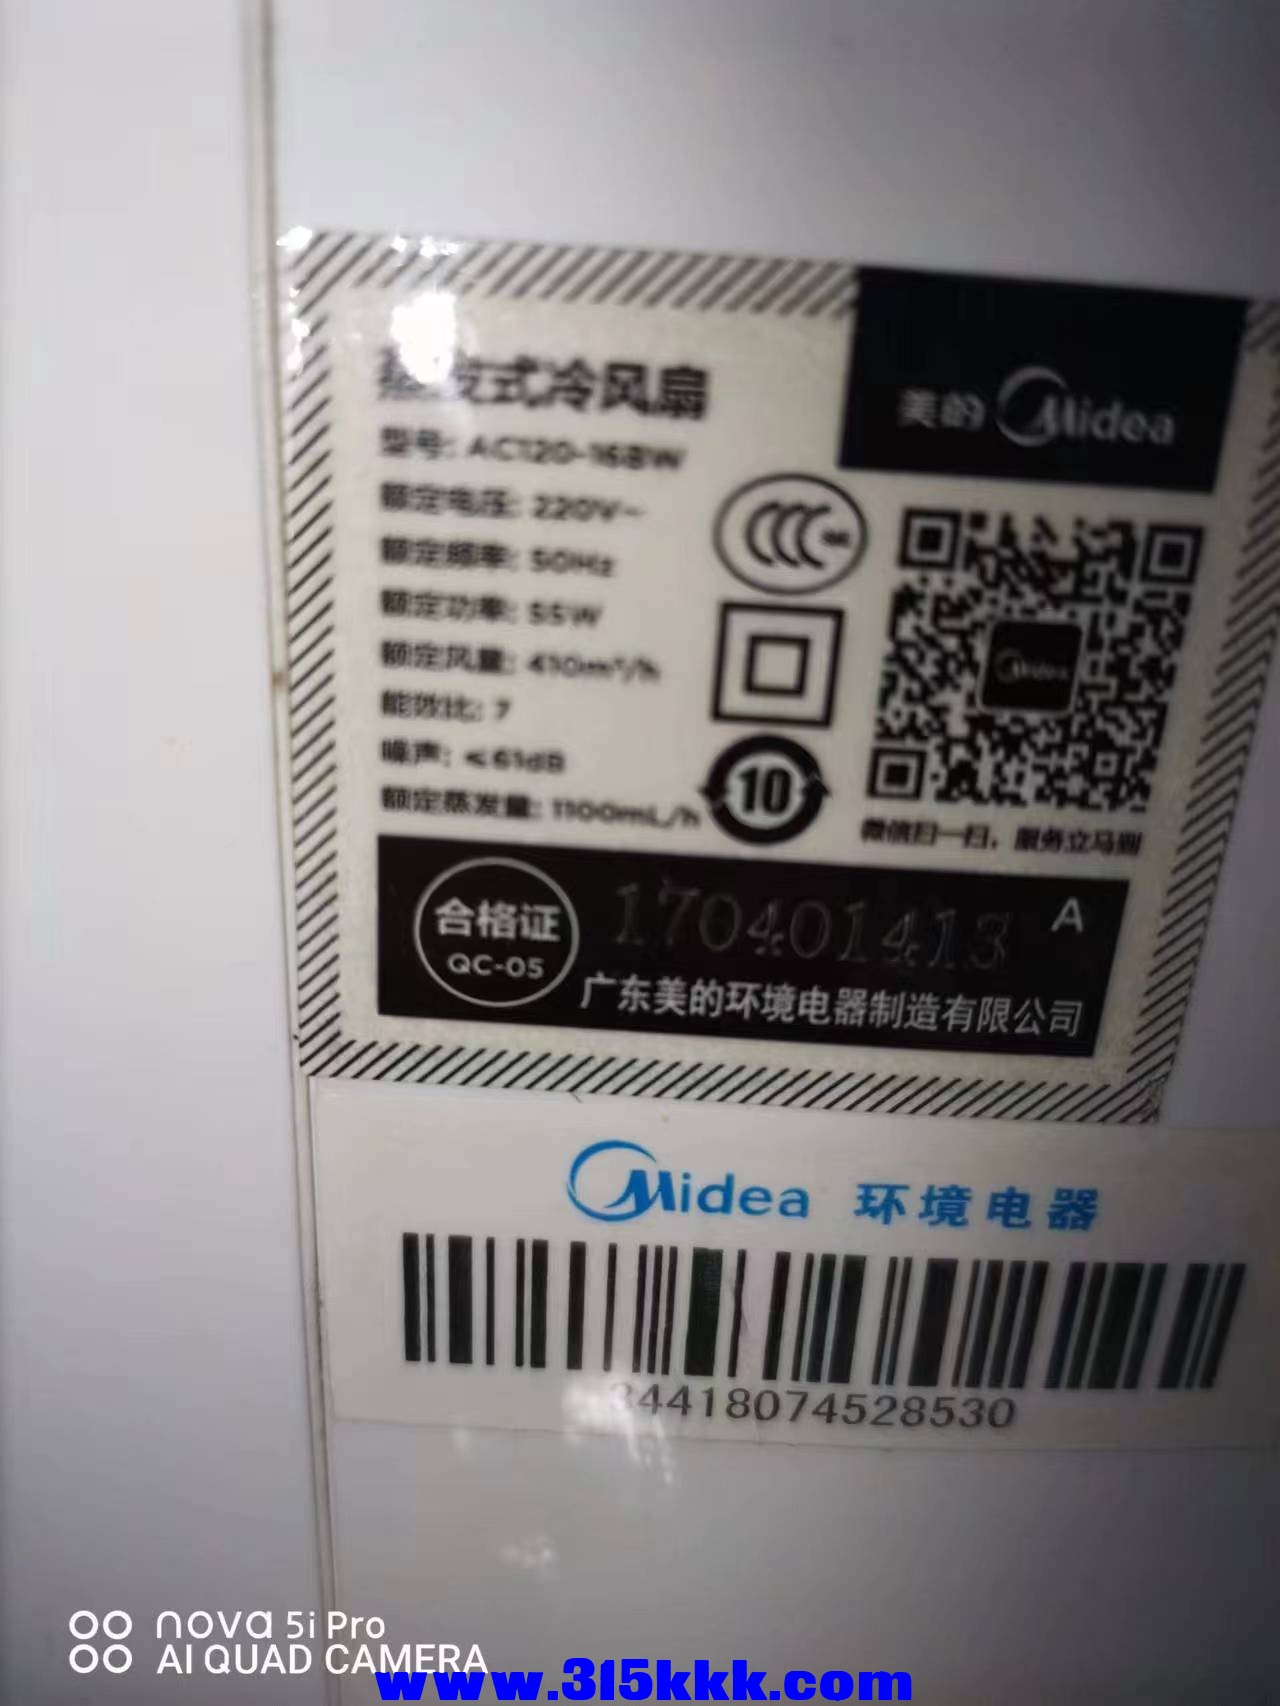 美的 Midea
蒸发式冷风扇
型号: AC120-16BW
额定电压: 220V~
额定频率: 50Hz
额定功率: 55W
额定风量: 410m³/h
能效比: 7
噪声: ≤61dB
额定蒸发量: 1100mL/h
CCC
10
Midea
微信扫一扫，服务立马到
合格证
QC-05
170401413
A
广东美的环境电器制造有限公司
Midea 环境电器
34418074528530
nova 5i Pro
AI QUAD CAMERA
www.315kkk.com